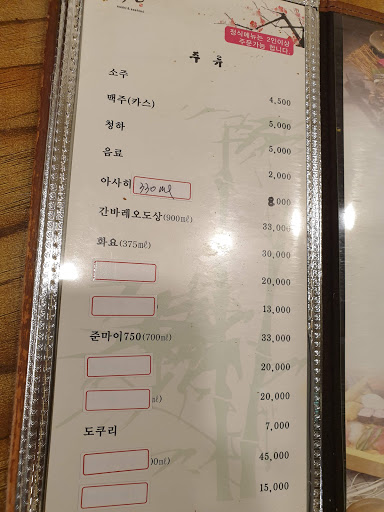 정식메뉴는 2인이상
주문가능 합니다
주 류
소주 4,500
맥주(카스) 5,000
청하 5,000
음료 2,000
아사히 330ml 8,000
간바레오도상(900㎖) 33,000
화요(375㎖) 30,000
20,000
13,000
준마이750(700㎖) 33,000
20,000
㎖) 20,000
도쿠리 7,000
00㎖) 45,000
15,000